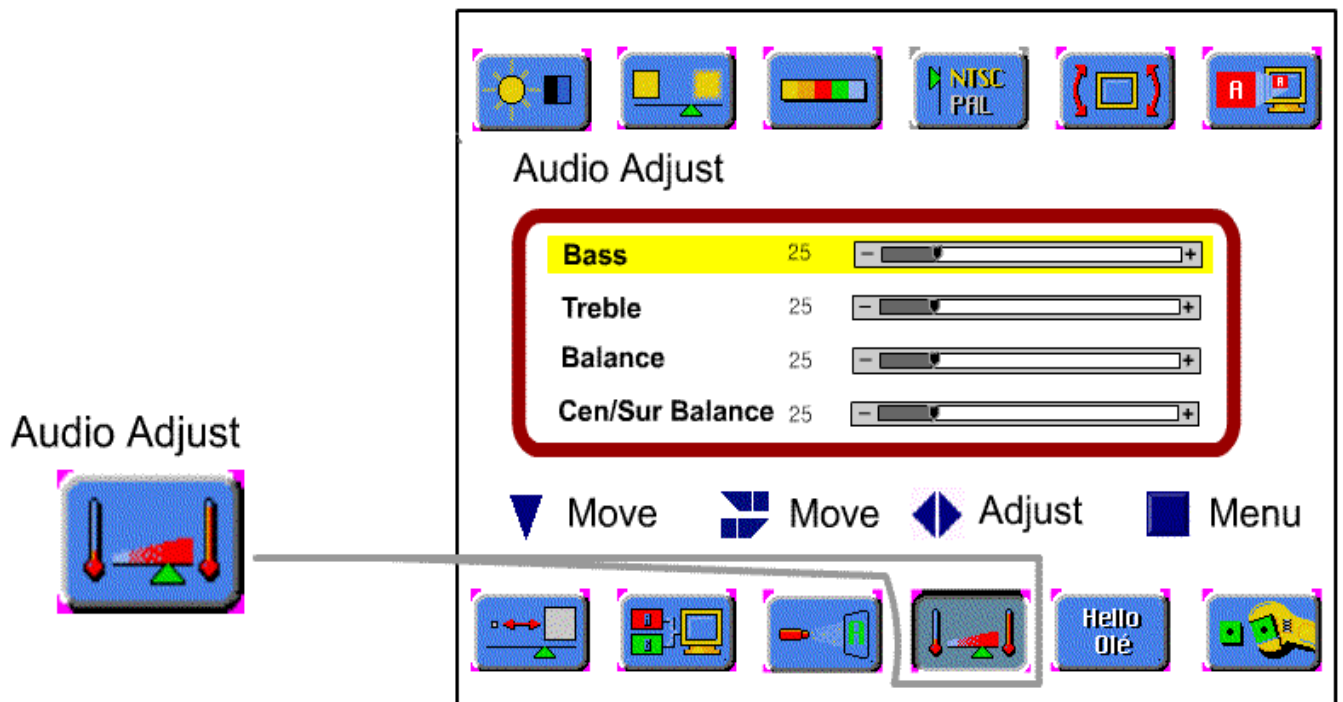 NTSC
PAL
A
A
Audio Adjust
Bass 25 − +
Treble 25 − +
Balance 25 − +
Cen/Sur Balance 25 − +
Audio Adjust
Move Move Adjust Menu
A
Hello
Olé